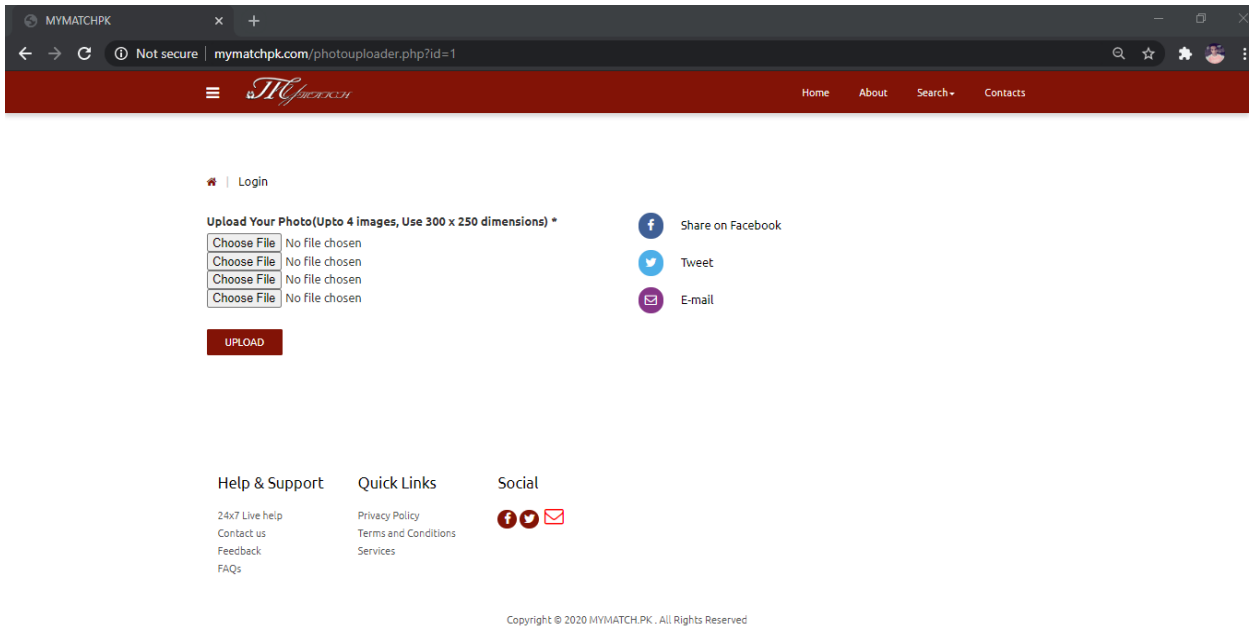 MYMATCHPK
Not secure | mymatchpk.com/photouploader.php?id=1
Home About Search Contacts
Login
Upload Your Photo(Upto 4 images, Use 300 x 250 dimensions) *
Choose File No file chosen
Choose File No file chosen
Choose File No file chosen
Choose File No file chosen
UPLOAD
Share on Facebook
Tweet
E-mail
Help & Support
24x7 Live help
Contact us
Feedback
FAQs
Quick Links
Privacy Policy
Terms and Conditions
Services
Social
Copyright © 2020 MYMATCH.PK . All Rights Reserved